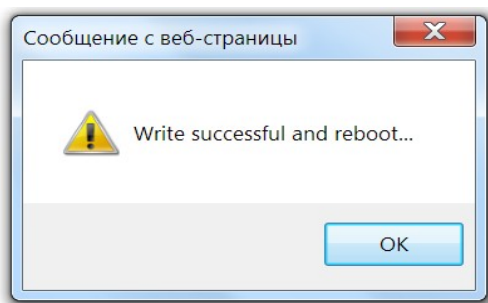 Сообщение с веб-страницы
Write successful and reboot...
OK